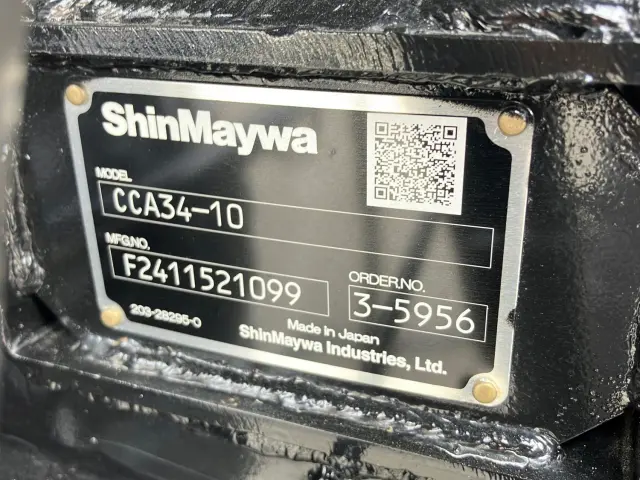 ShinMaywa
MODEL
CCA34-10
MFG.NO.
F2411521099
ORDER.NO.
3-5956
203-28295-0
Made in Japan
ShinMaywa Industries, Ltd.